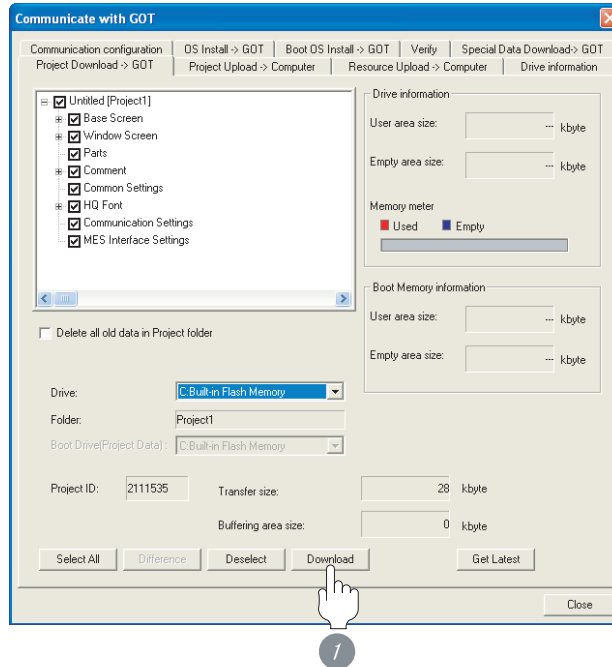 Communicate with GOT
Communication configuration OS Install -> GOT Boot OS Install -> GOT Verify Special Data Download-> GOT
Project Download -> GOT Project Upload -> Computer Resource Upload -> Computer Drive information
Untitled [Project1]
Base Screen
Window Screen
Parts
Comment
Common Settings
HQ Font
Communication Settings
MES Interface Settings
Drive information
User area size: --- kbyte
Empty area size: --- kbyte
Memory meter
Used Empty
Boot Memory information
User area size: --- kbyte
Empty area size: --- kbyte
Delete all old data in Project folder
Drive: C:Built-in Flash Memory
Folder: Project1
Boot Drive(Project Data) : C:Built-in Flash Memory
Project ID: 2111535 Transfer size: 28 kbyte
Buffering area size: 0 kbyte
Select All Difference Deselect Download Get Latest
Close
1